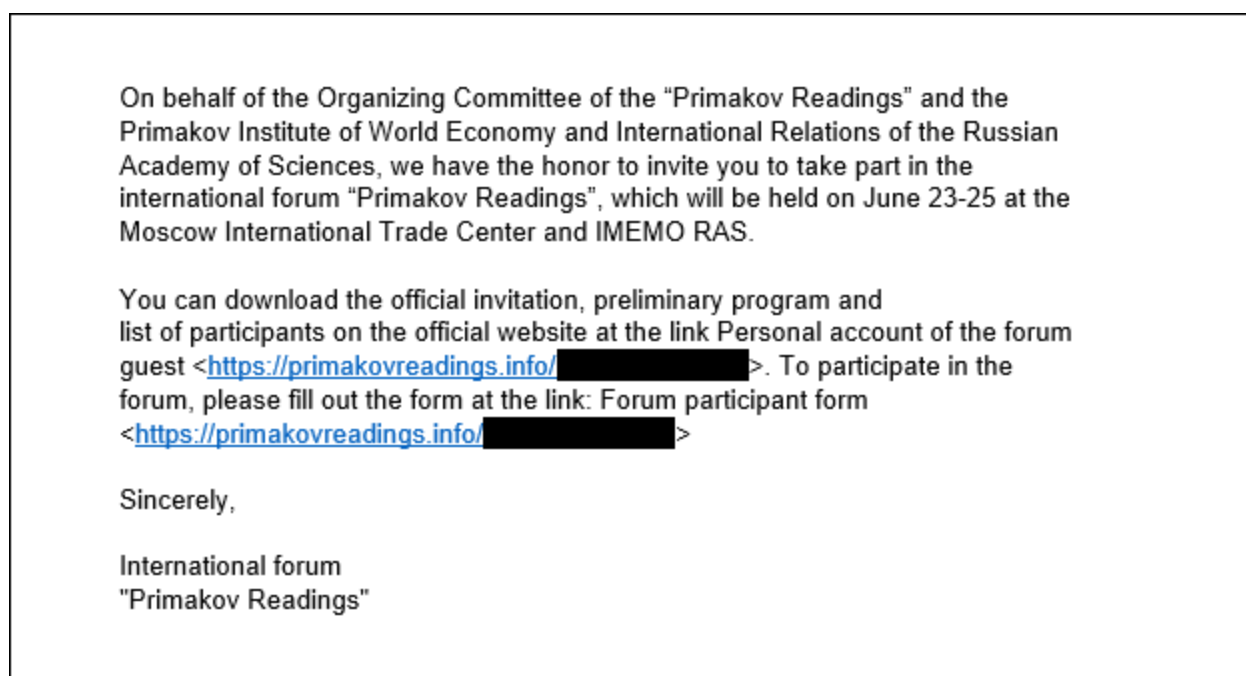 On behalf of the Organizing Committee of the “Primakov Readings” and the
Primakov Institute of World Economy and International Relations of the Russian
Academy of Sciences, we have the honor to invite you to take part in the
international forum “Primakov Readings”, which will be held on June 23-25 at the
Moscow International Trade Center and IMEMO RAS.
You can download the official invitation, preliminary program and
list of participants on the official website at the link Personal account of the forum
guest <https://primakovreadings.info/>. To participate in the
forum, please fill out the form at the link: Forum participant form
<https://primakovreadings.info/>
Sincerely,
International forum
"Primakov Readings"